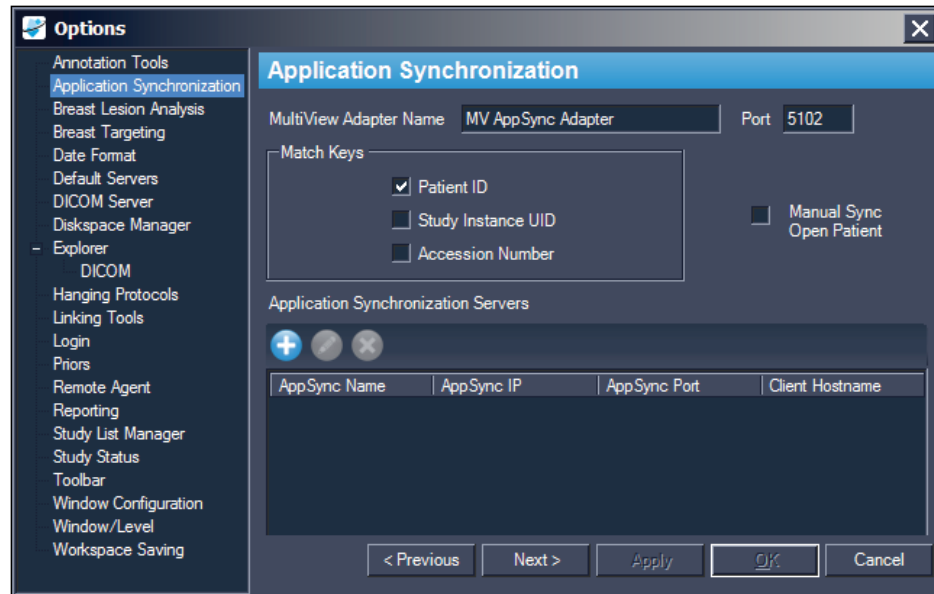 Options
Annotation Tools
Application Synchronization
Breast Lesion Analysis
Breast Targeting
Date Format
Default Servers
DICOM Server
Diskspace Manager
Explorer
DICOM
Hanging Protocols
Linking Tools
Login
Priors
Remote Agent
Reporting
Study List Manager
Study Status
Toolbar
Window Configuration
Window/Level
Workspace Saving
Application Synchronization
MultiView Adapter Name MV AppSync Adapter Port 5102
Match Keys
Patient ID
Study Instance UID
Accession Number
Manual Sync
Open Patient
Application Synchronization Servers
AppSync Name AppSync IP AppSync Port Client Hostname
< Previous Next > Apply OK Cancel